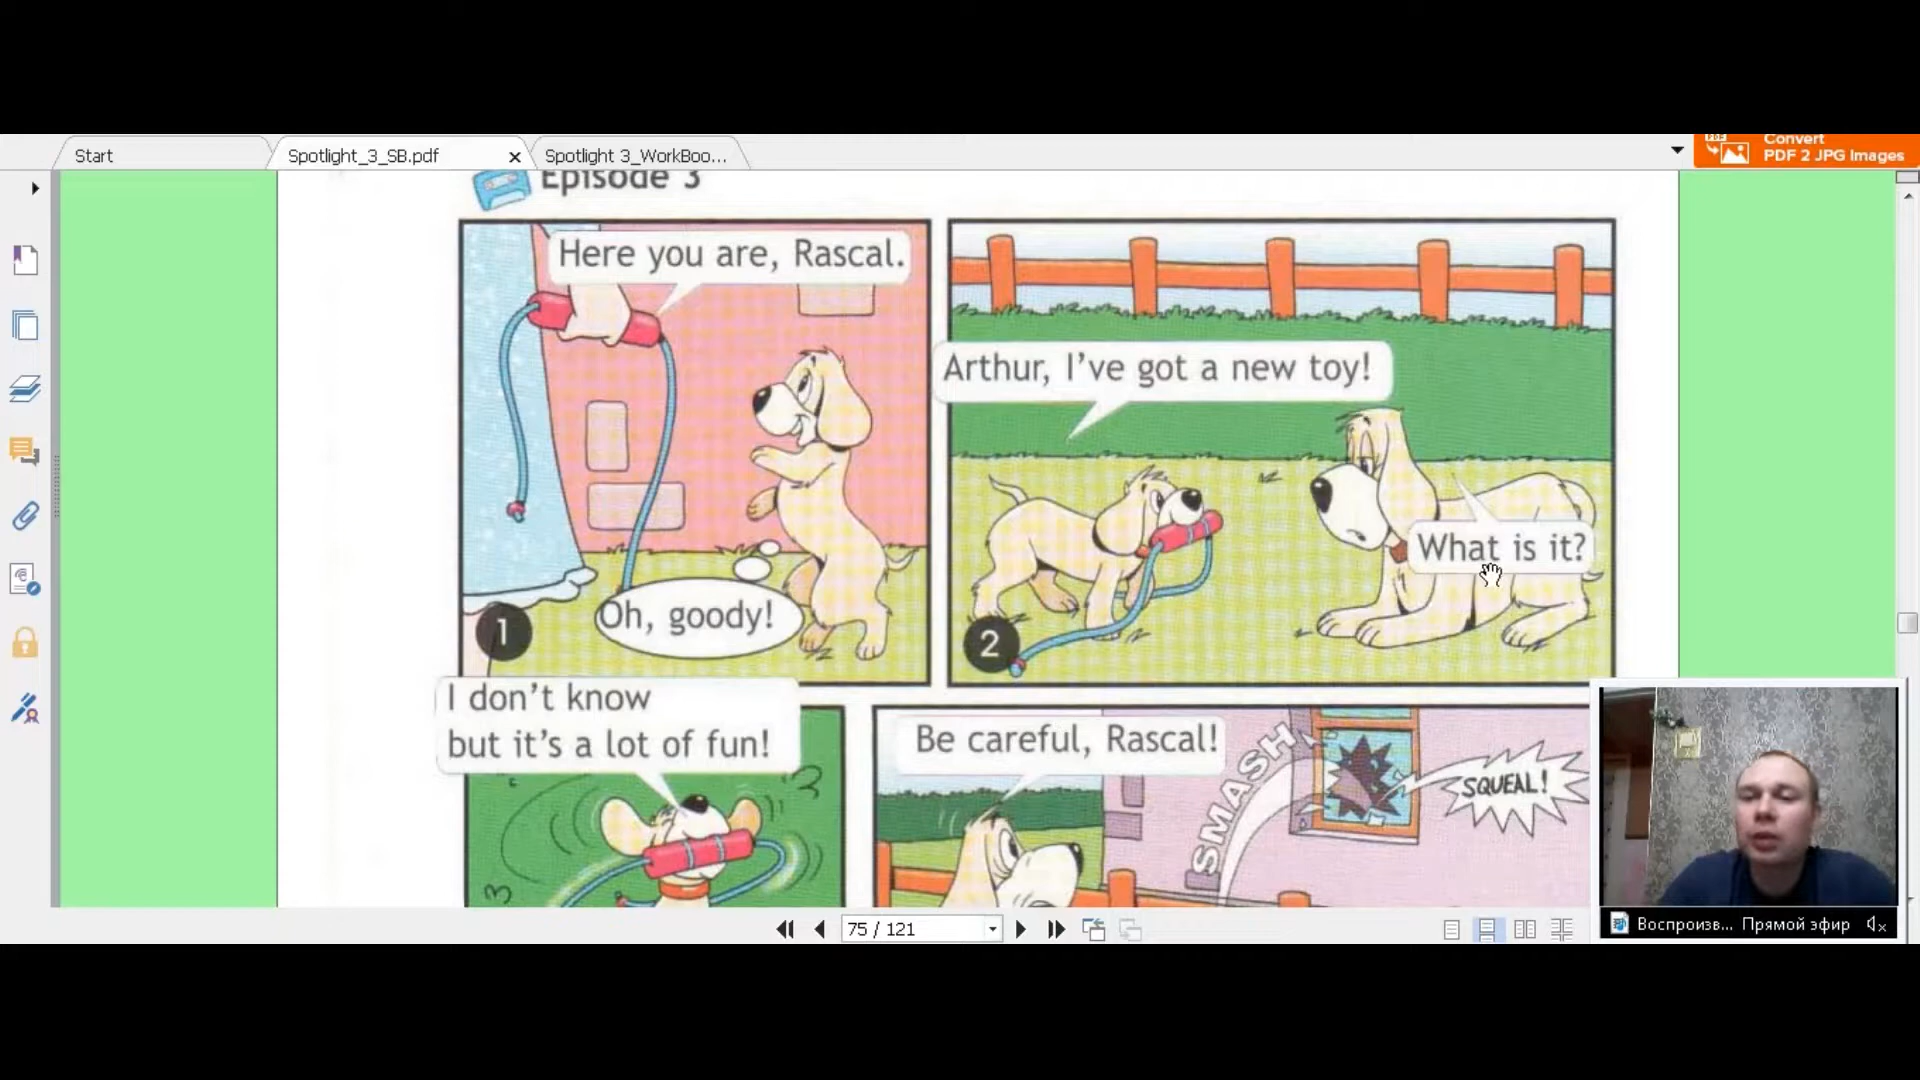 Start
Spotlight_3_SB.pdf
Spotlight 3_WorkBoo...
Convert
PDF 2 JPG Images
Episode 3
Here you are, Rascal.
Oh, goody!
1
Arthur, I've got a new toy!
What is it?
2
I don't know
but it's a lot of fun!
Be careful, Rascal!
SMASH
SQUEAL!
75 / 121
Воспроизв... Прямой эфир